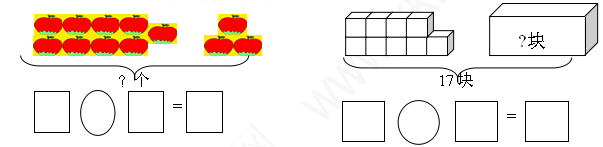 ?块
? 个
17块
=
=